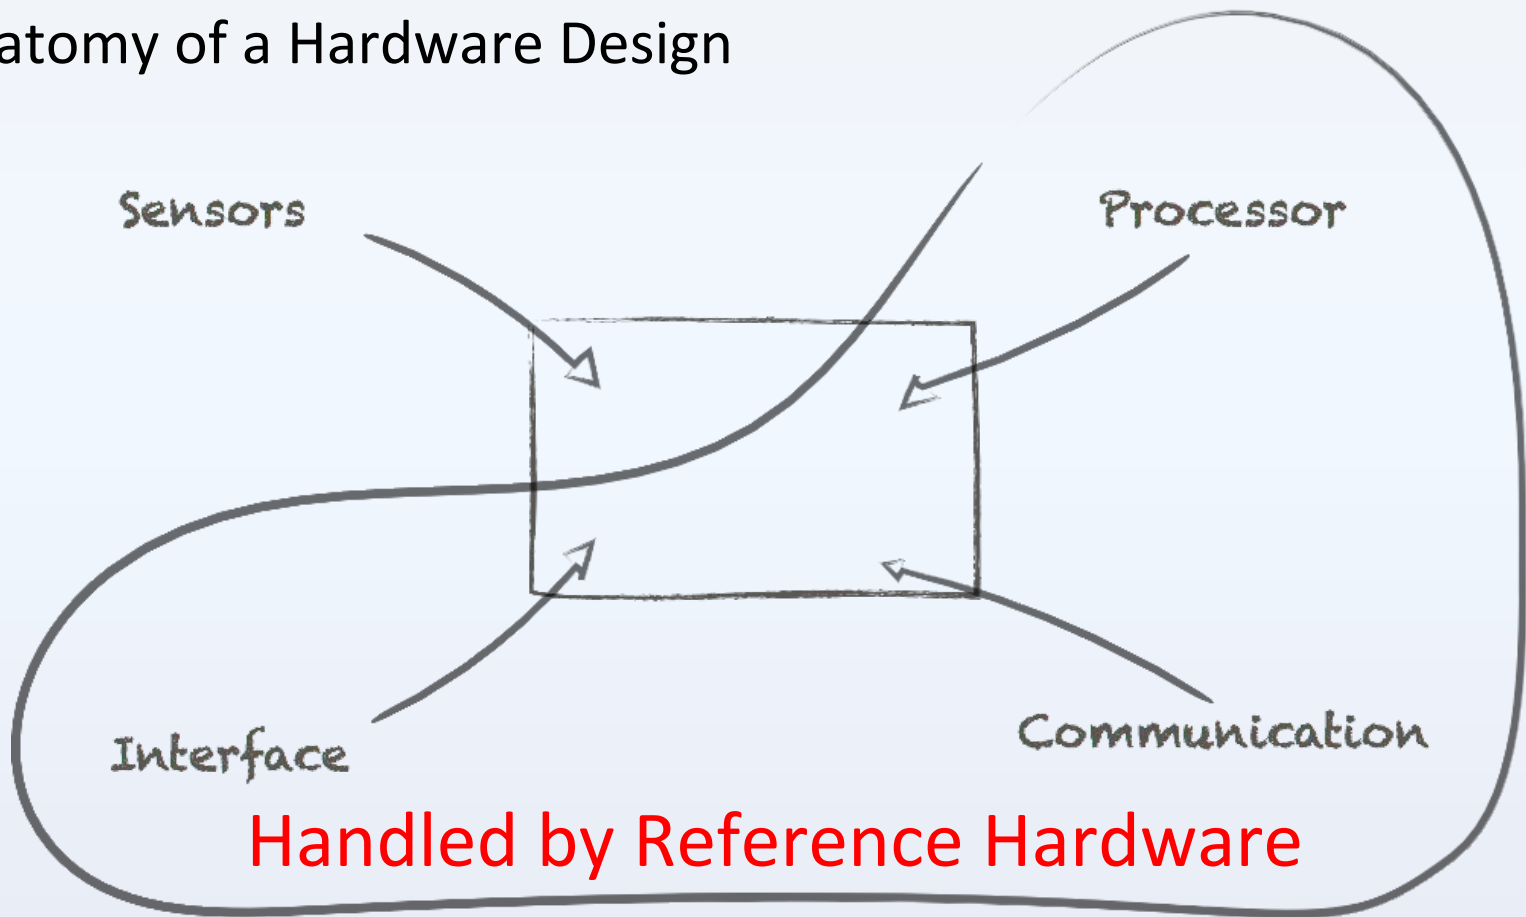 atomy of a Hardware Design
Sensors
Processor
Interface
Communication
Handled by Reference Hardware